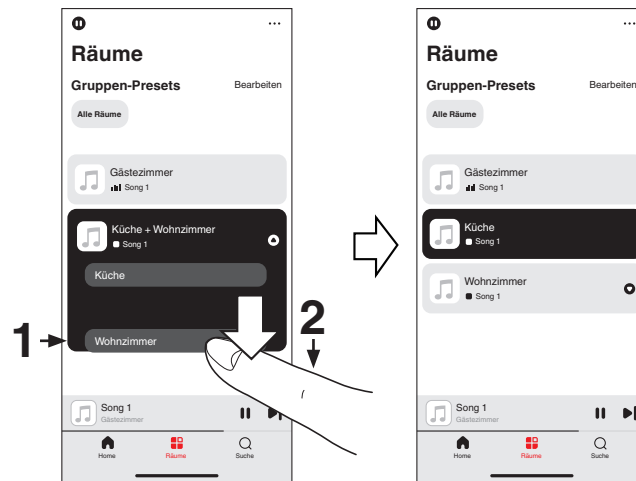 Räume
Gruppen-Presets Bearbeiten
Alle Räume
Gästezimmer
Song 1
Küche + Wohnzimmer
Song 1
Küche
Wohnzimmer
1
2
Song 1
Gästezimmer
Home Räume Suche
Räume
Gruppen-Presets Bearbeiten
Alle Räume
Gästezimmer
Song 1
Küche
Song 1
Wohnzimmer
Song 1
Song 1
Gästezimmer
Home Räume Suche